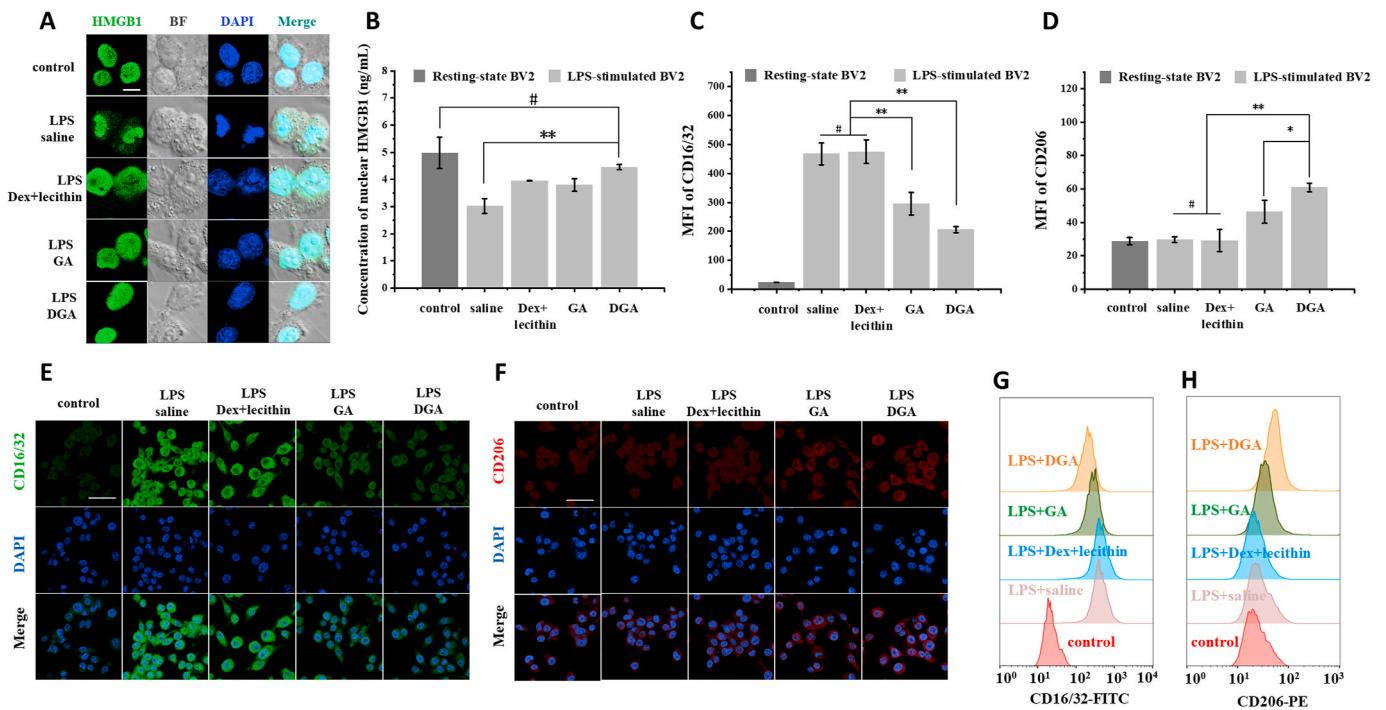 A
HMGB1 BF DAPI Merge
control
LPS
saline
LPS
Dex+lecithin
LPS
GA
LPS
DGA
B
Resting-state BV2 LPS-stimulated BV2
Concentration of nuclear HMGB1 (ng/mL)
8
7
6
5
4
3
2
1
0
#
**
control saline Dex+ GA DGA
lecithin
C
Resting-state BV2 LPS-stimulated BV2
MFI of CD16/32
700
600
500
400
300
200
100
0
#
**
**
control saline Dex+ GA DGA
lecithin
D
Resting-state BV2 LPS-stimulated BV2
MFI of CD206
120
100
80
60
40
20
0
#
**
*
control saline Dex+ GA DGA
lecithin
E
control
LPS
saline
LPS
Dex+lecithin
LPS
GA
LPS
DGA
CD16/32
DAPI
Merge
F
control
LPS
saline
LPS
Dex+lecithin
LPS
GA
LPS
DGA
CD206
DAPI
Merge
G
LPS+DGA
LPS+GA
LPS+Dex+lecithin
LPS+saline
control
10⁰ 10¹ 10² 10³ 10⁴
CD16/32-FITC
H
LPS+DGA
LPS+GA
LPS+Dex+lecithin
LPS+saline
control
10⁰ 10¹ 10² 10³
CD206-PE